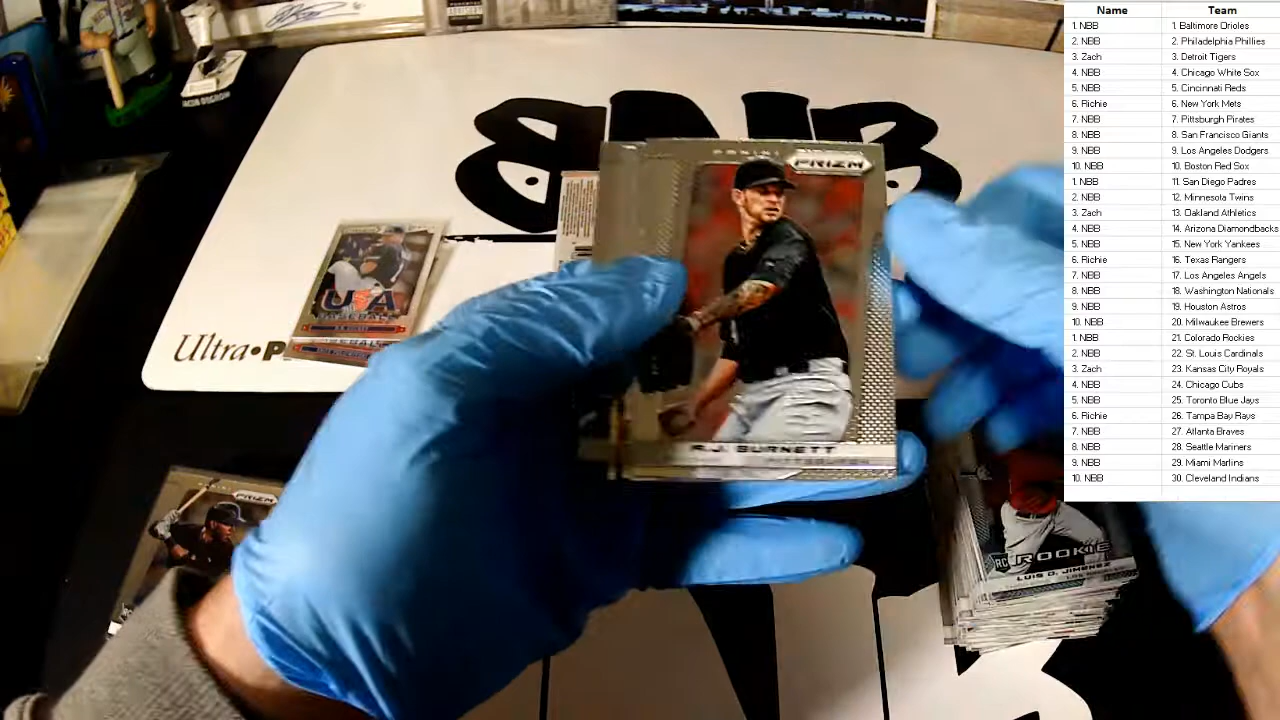 Name Team
1. NBB 1. Baltimore Orioles
2. NBB 2. Philadelphia Phillies
3. Zach 3. Detroit Tigers
4. NBB 4. Chicago White Sox
5. NBB 5. Cincinnati Reds
6. Richie 6. New York Mets
7. NBB 7. Pittsburgh Pirates
8. NBB 8. San Francisco Giants
9. NBB 9. Los Angeles Dodgers
10. NBB 10. Boston Red Sox
1. NBB 11. San Diego Padres
2. NBB 12. Minnesota Twins
3. Zach 13. Oakland Athletics
4. NBB 14. Arizona Diamondbacks
5. NBB 15. New York Yankees
6. Richie 16. Texas Rangers
7. NBB 17. Los Angeles Angels
8. NBB 18. Washington Nationals
9. NBB 19. Houston Astros
10. NBB 20. Milwaukee Brewers
1. NBB 21. Colorado Rockies
2. NBB 22. St. Louis Cardinals
3. Zach 23. Kansas City Royals
4. NBB 24. Chicago Cubs
5. NBB 25. Toronto Blue Jays
6. Richie 26. Tampa Bay Rays
7. NBB 27. Atlanta Braves
8. NBB 28. Seattle Mariners
9. NBB 29. Miami Marlins
10. NBB 30. Cleveland Indians
PANINI
PRIZM
A.J. BURNETT
PITTSBURGH
USA
Ultra•P
PRIZM
RC ROOKIE
LUIS D. JIMENEZ
LOS ANGELES
JACOB DEGROM